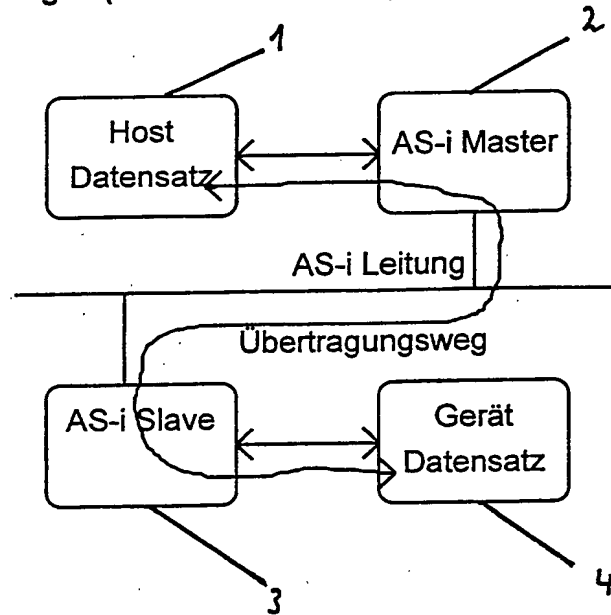 1
2
Host
Datensatz
AS-i Master
AS-i Leitung
Übertragungsweg
AS-i Slave
Gerät
Datensatz
3
4